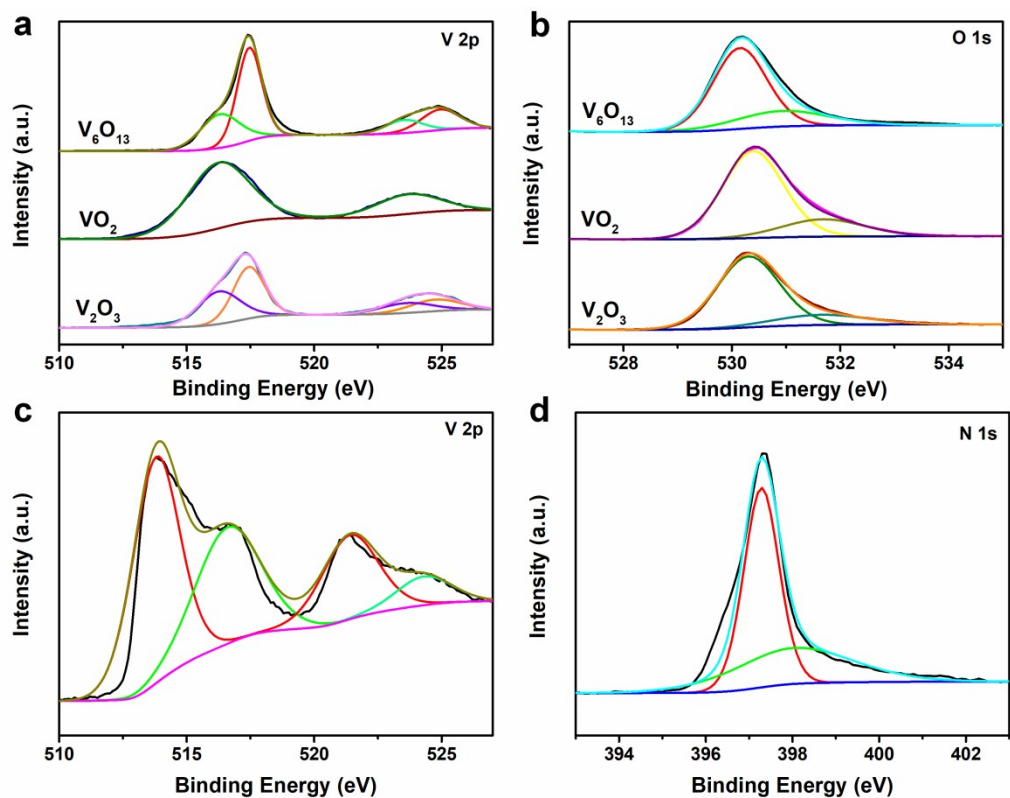 a
V 2p
V6O13
VO2
V2O3
Intensity (a.u.)
510 515 520 525
Binding Energy (eV)
b
O 1s
V6O13
VO2
V2O3
Intensity (a.u.)
528 530 532 534
Binding Energy (eV)
c
V 2p
Intensity (a.u.)
510 515 520 525
Binding Energy (eV)
d
N 1s
Intensity (a.u.)
394 396 398 400 402
Binding Energy (eV)